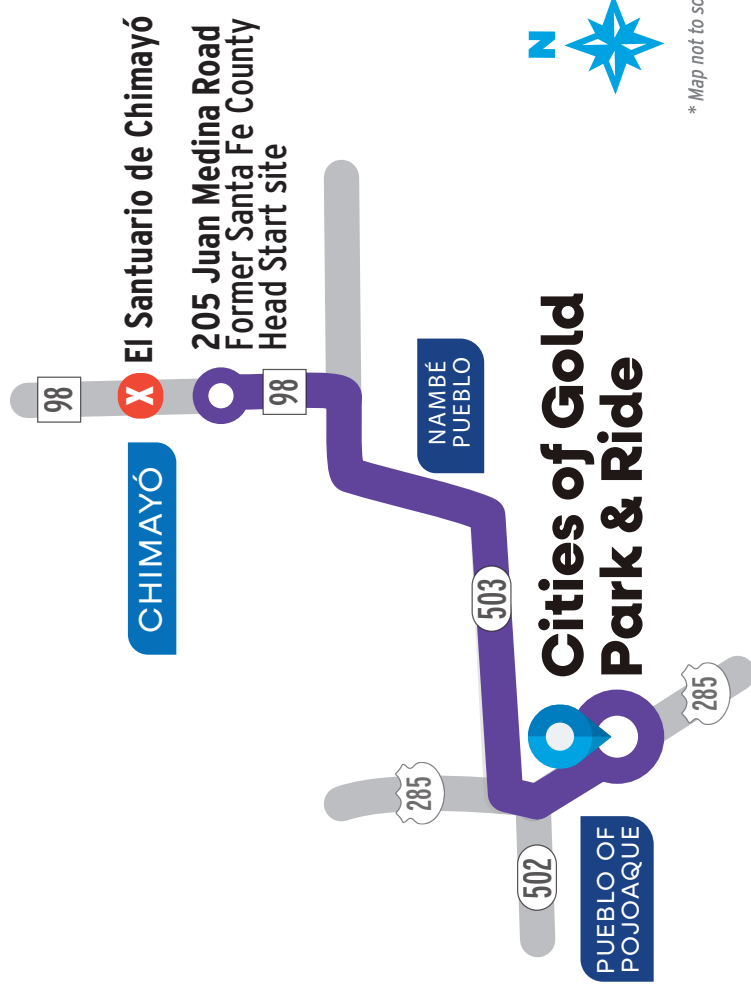 98
El Santuario de Chimayó
CHIMAYÓ
205 Juan Medina Road
Former Santa Fe County
Head Start site
98
N
NAMBÉ
PUEBLO
503
Cities of Gold
Park & Ride
285
285
502
PUEBLO OF
POJOAQUE
X
* Map not to